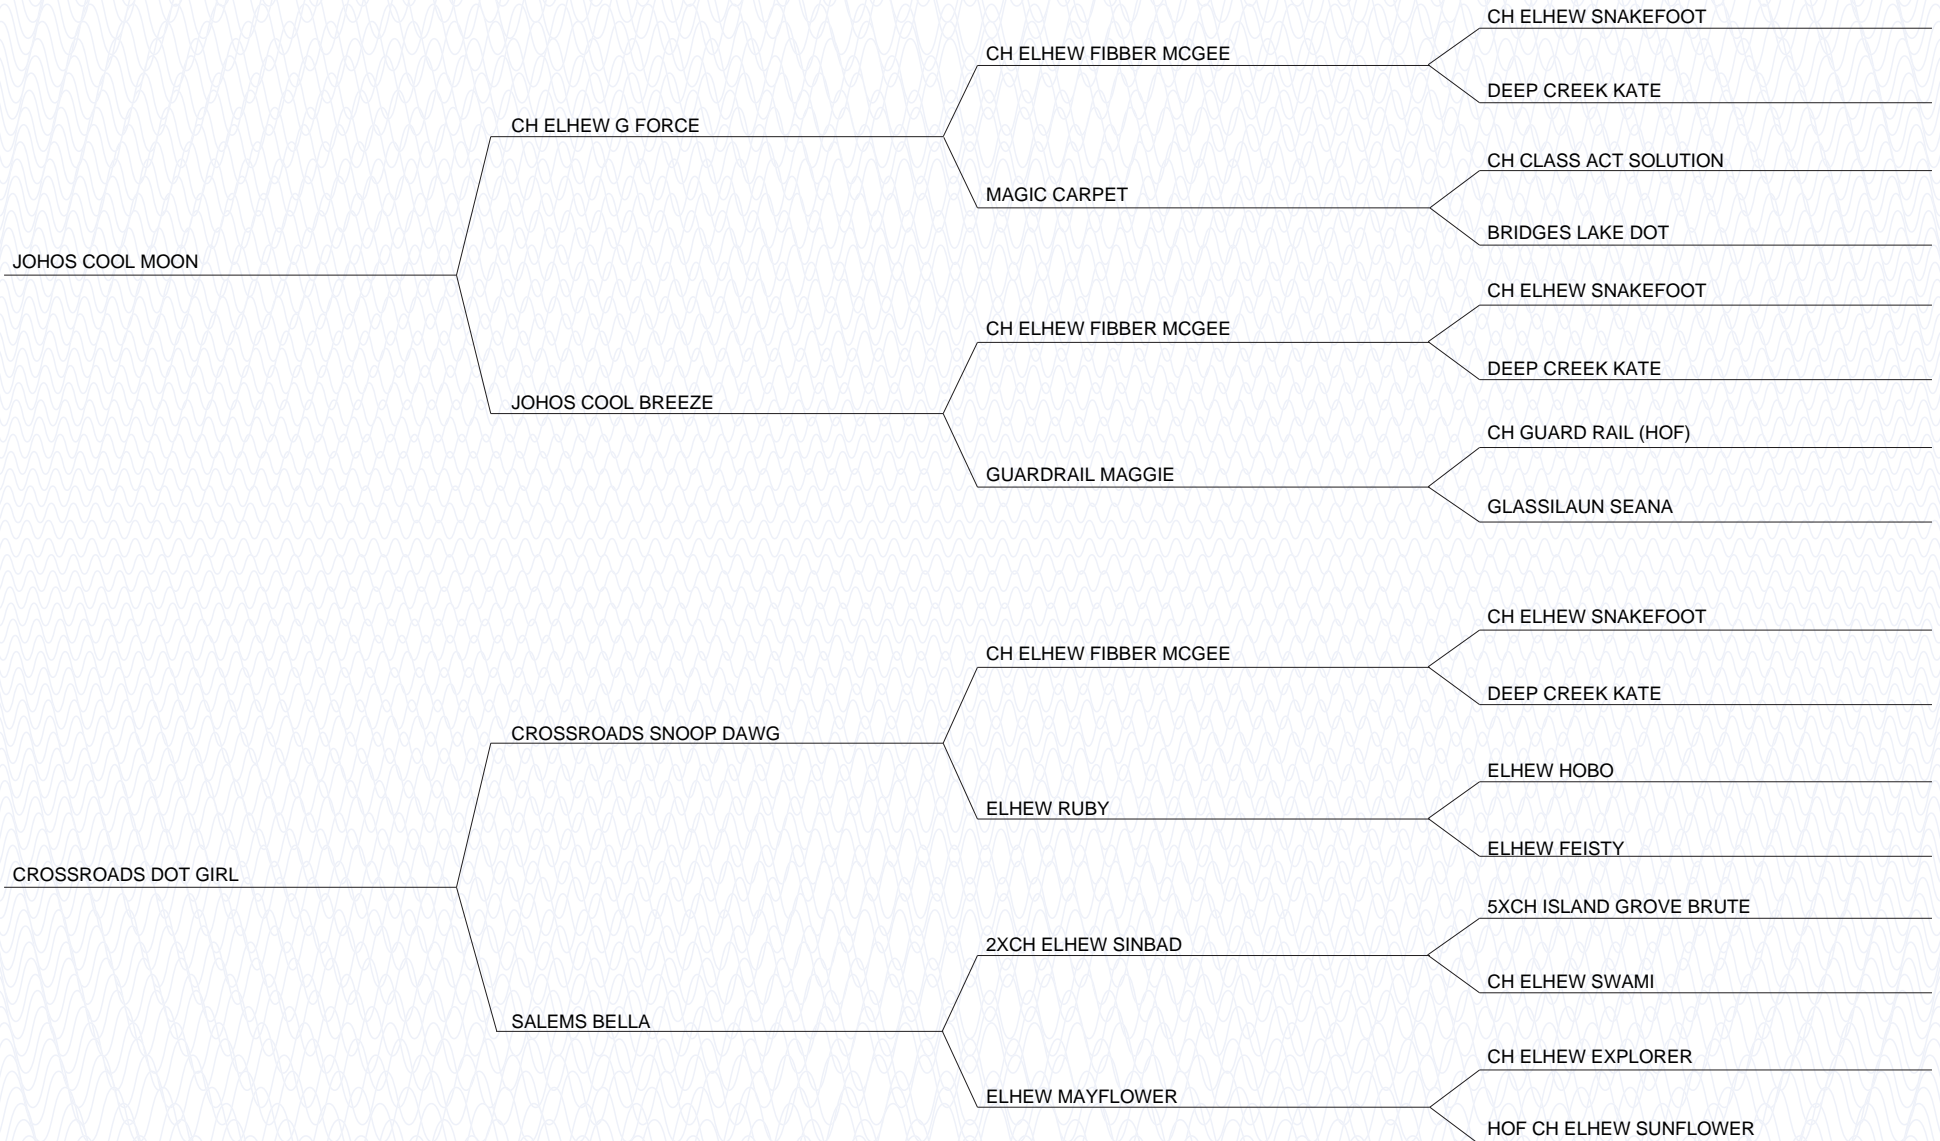 CH ELHEW SNAKEFOOT
CH ELHEW FIBBER MCGEE
DEEP CREEK KATE
CH ELHEW G FORCE
CH CLASS ACT SOLUTION
MAGIC CARPET
BRIDGES LAKE DOT
JOHOS COOL MOON
CH ELHEW SNAKEFOOT
CH ELHEW FIBBER MCGEE
DEEP CREEK KATE
JOHOS COOL BREEZE
CH GUARD RAIL (HOF)
GUARDRAIL MAGGIE
GLASSILAUN SEANA
CH ELHEW SNAKEFOOT
CH ELHEW FIBBER MCGEE
DEEP CREEK KATE
CROSSROADS SNOOP DAWG
ELHEW HOBO
ELHEW RUBY
ELHEW FEISTY
CROSSROADS DOT GIRL
5XCH ISLAND GROVE BRUTE
2XCH ELHEW SINBAD
CH ELHEW SWAMI
SALEMS BELLA
CH ELHEW EXPLORER
ELHEW MAYFLOWER
HOF CH ELHEW SUNFLOWER